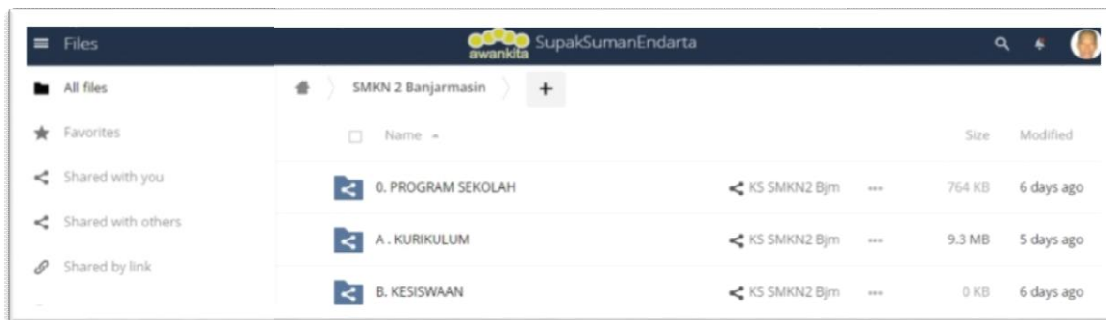 Files
awankita SupakSumanEndarta
All files
SMKN 2 Banjarmasin +
Favorites
Name Size Modified
Shared with you
0. PROGRAM SEKOLAH KS SMKN2 Bjm ••• 764 KB 6 days ago
Shared with others
A . KURIKULUM KS SMKN2 Bjm ••• 9.3 MB 5 days ago
Shared by link
B. KESISWAAN KS SMKN2 Bjm ••• 0 KB 6 days ago